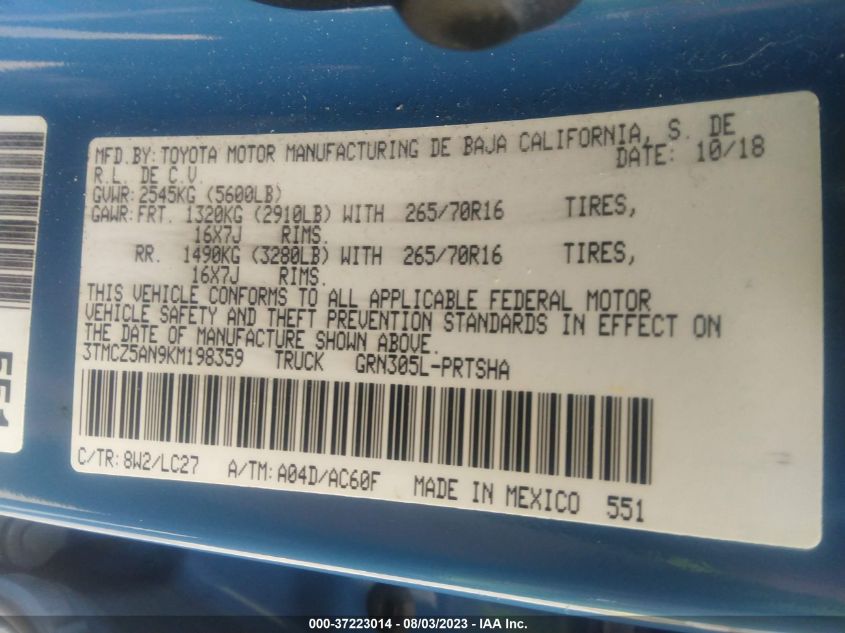 MFD.BY: TOYOTA MOTOR MANUFACTURING DE BAJA CALIFORNIA, S. DE
R.L. DE C.V. DATE: 10/18
GVWR: 2545KG (5600LB)
GAWR: FRT. 1320KG (2910LB) WITH 265/70R16 TIRES,
16X7J RIMS.
RR. 1490KG (3280LB) WITH 265/70R16 TIRES,
16X7J RIMS.
THIS VEHICLE CONFORMS TO ALL APPLICABLE FEDERAL MOTOR
VEHICLE SAFETY AND THEFT PREVENTION STANDARDS IN EFFECT ON
THE DATE OF MANUFACTURE SHOWN ABOVE.
3TMCZ5AN9KM198359 TRUCK GRN305L-PRTSHA
C/TR: 8W2/LC27 A/TM: A04D/AC60F MADE IN MEXICO 551
551
000-37223014 - 08/03/2023 - IAA Inc.